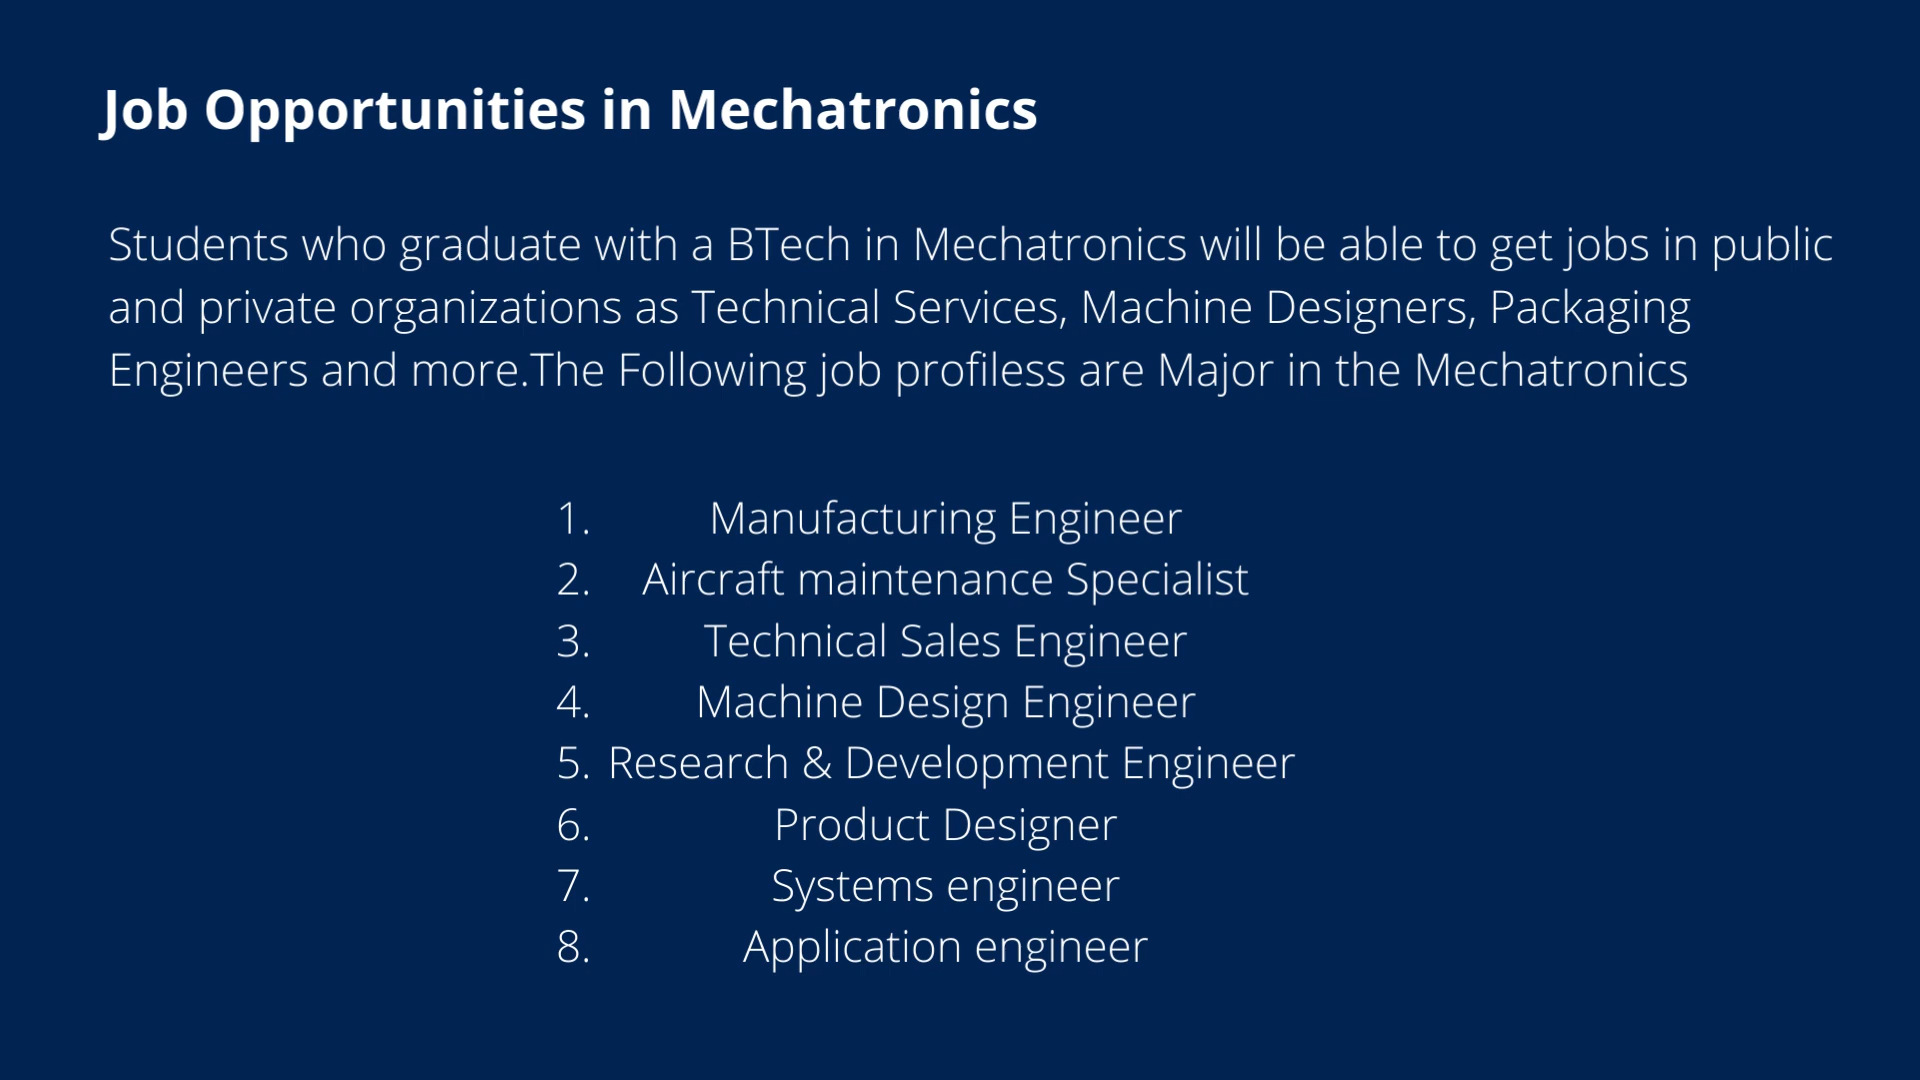 Job Opportunities in Mechatronics
Students who graduate with a BTech in Mechatronics will be able to get jobs in public
and private organizations as Technical Services, Machine Designers, Packaging
Engineers and more.The Following job profiless are Major in the Mechatronics
1. Manufacturing Engineer
2. Aircraft maintenance Specialist
3. Technical Sales Engineer
4. Machine Design Engineer
5. Research & Development Engineer
6. Product Designer
7. Systems engineer
8. Application engineer